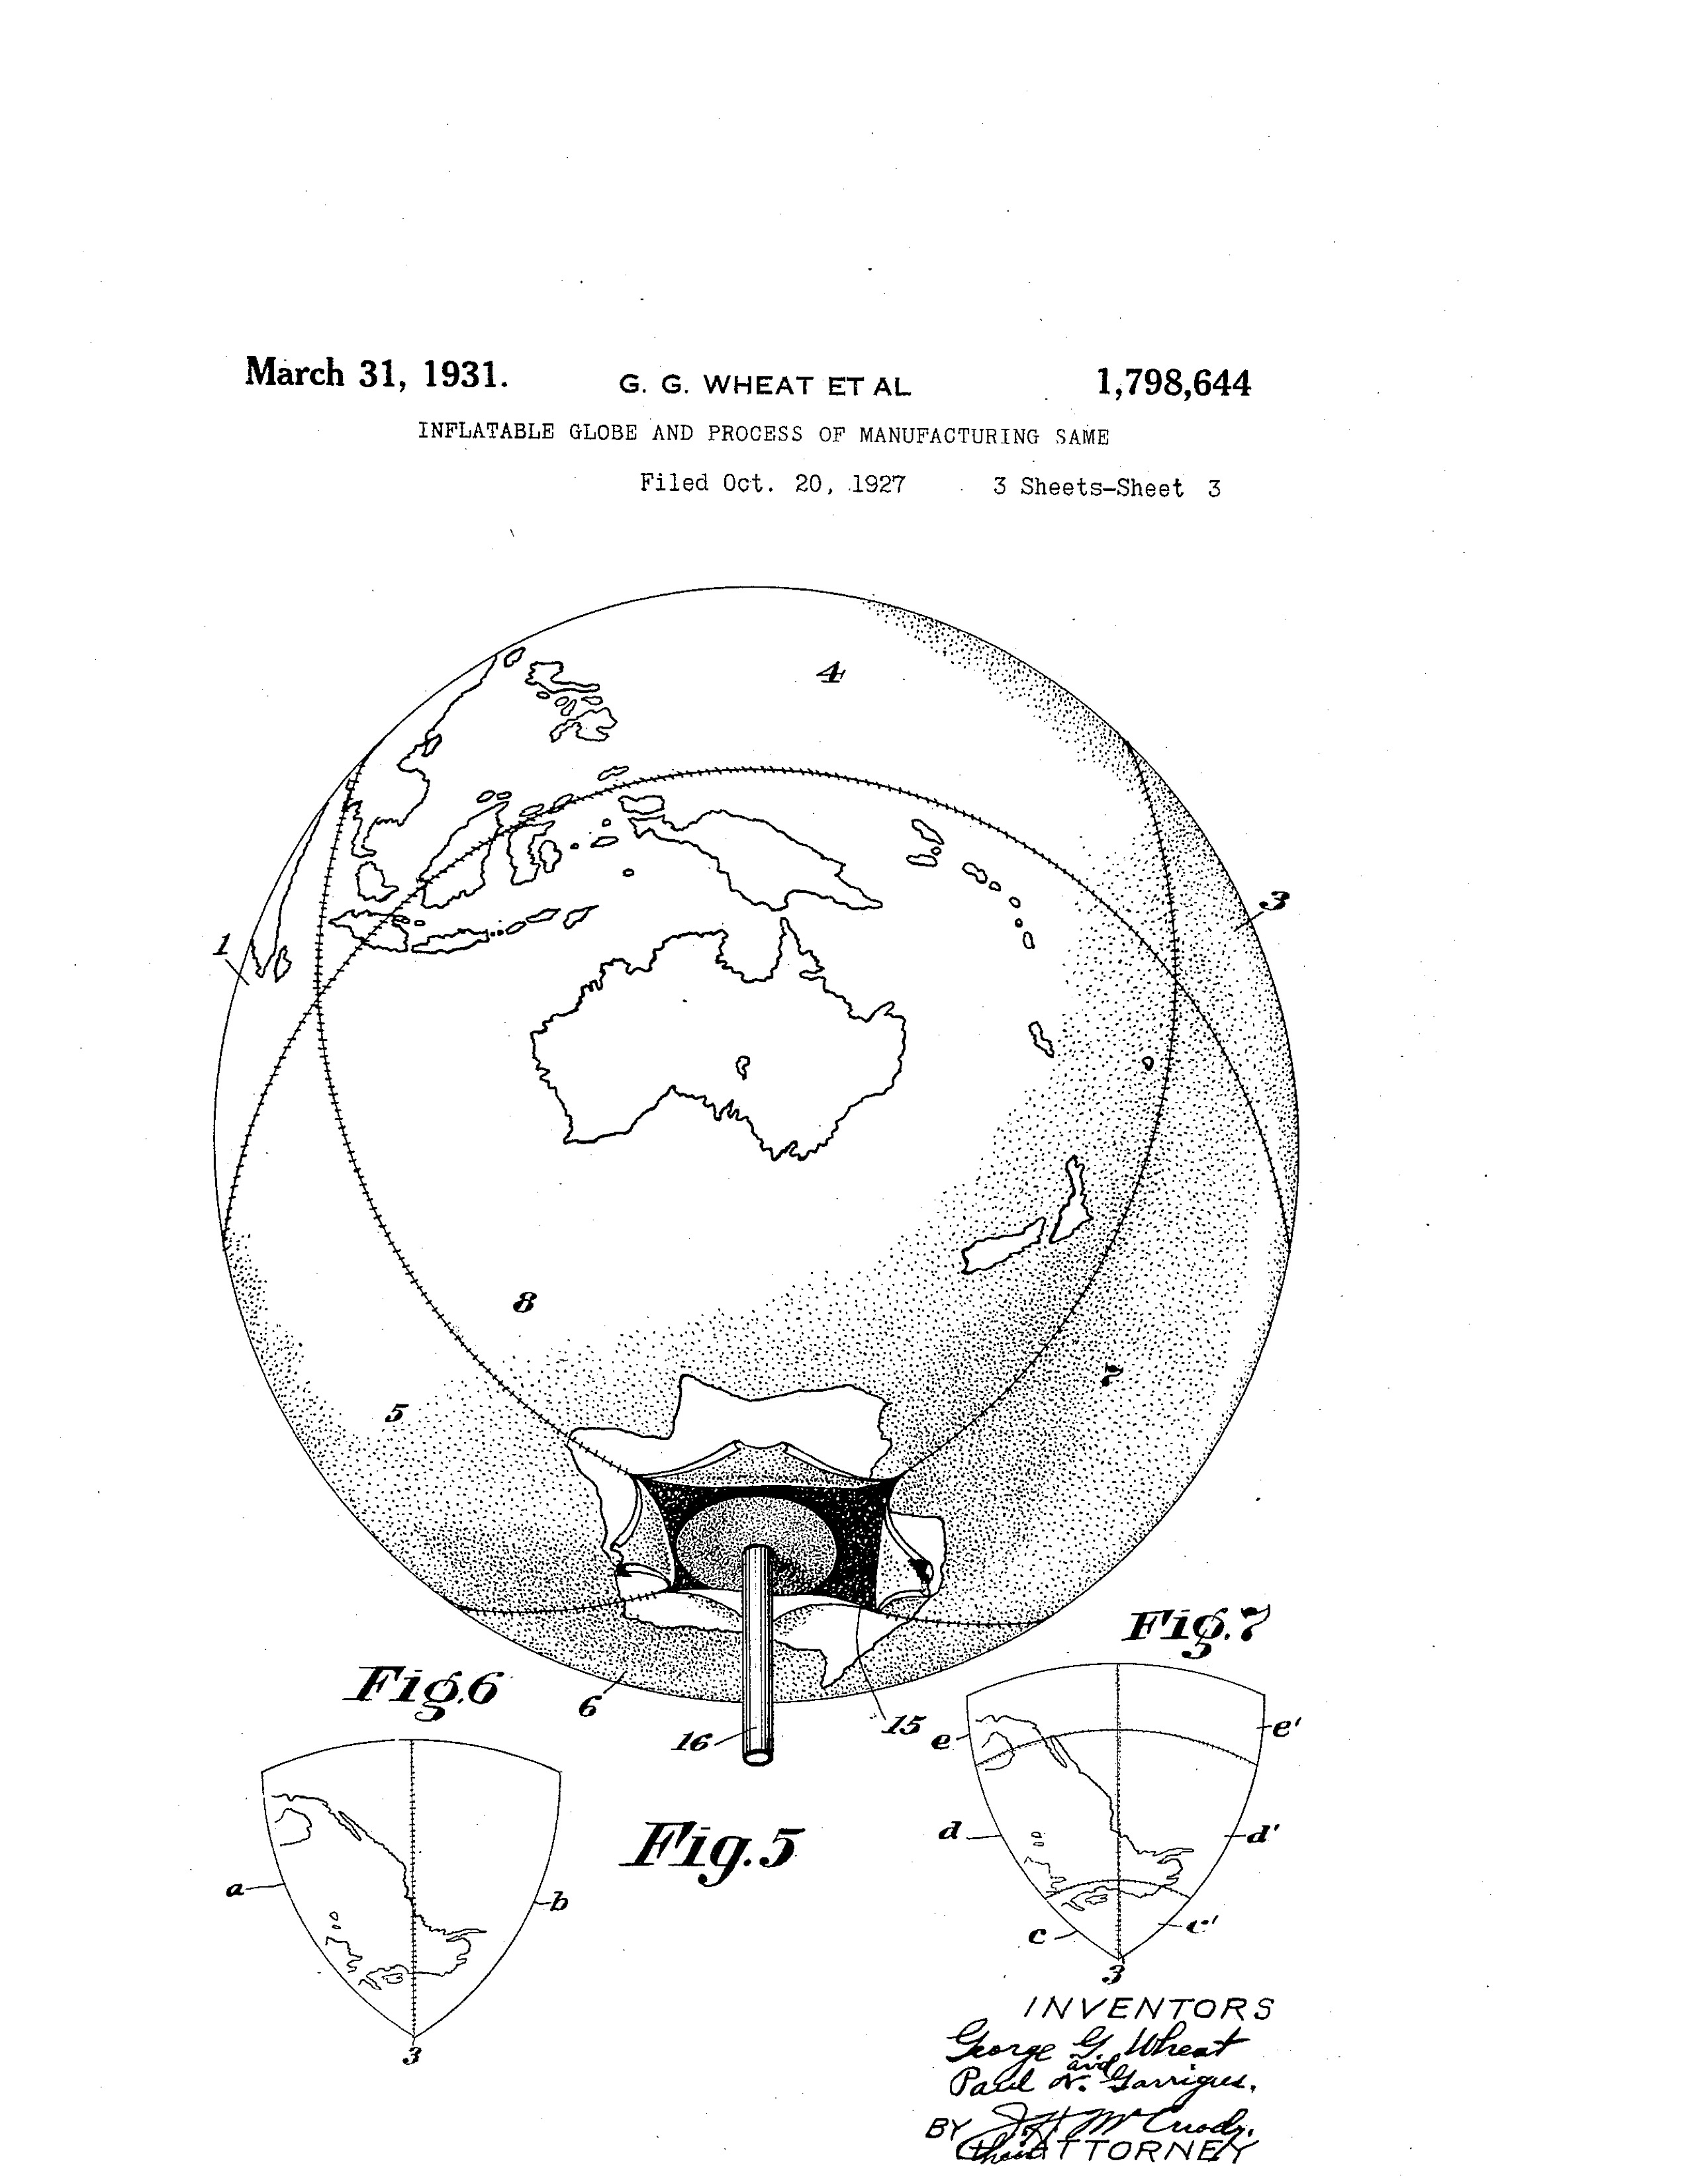 March 31, 1931. G. G. WHEAT ET AL 1,798,644
INFLATABLE GLOBE AND PROCESS OF MANUFACTURING SAME
Filed Oct. 20, 1927 3 Sheets-Sheet 3
4
3
1
8
7
5
Fig. 7
Fig. 6
6
16
15
e
e'
Fig. 5
d
d'
a
b
c
c'
3
3
INVENTORS
George G. Wheat
and
Paul N. Garrigus.
BY
their ATTORNEY